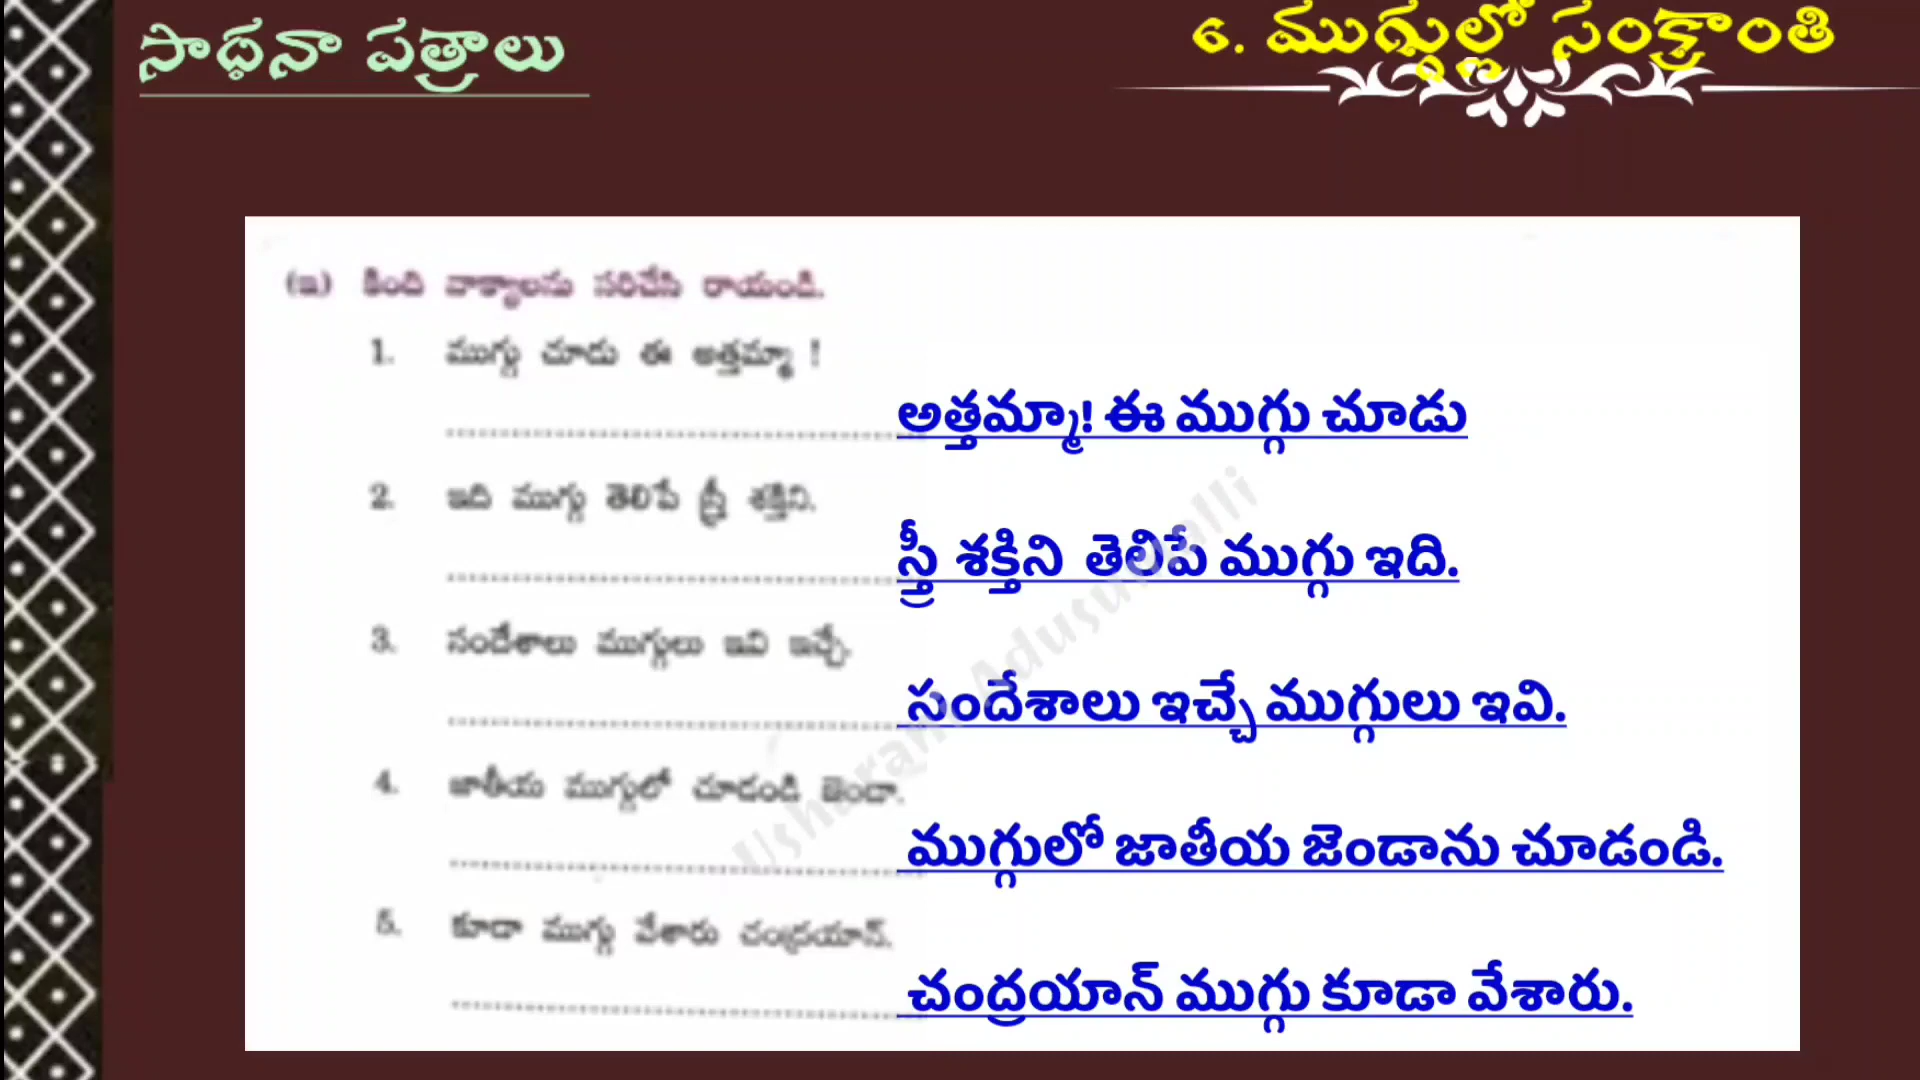 సాధనా పత్రాలు
6. ముగ్గుల్లో సంక్రాంతి
(ఇ) కింది వాక్యాలను సరిచేసి రాయండి.
1. ముగ్గు చూడు ఈ అత్తమ్మా !
అత్తమ్మా! ఈ ముగ్గు చూడు
2. ఇది ముగ్గు తెలిపే స్త్రీ శక్తిని.
స్త్రీ శక్తిని తెలిపే ముగ్గు ఇది.
3. సందేశాలు ముగ్గులు ఇవి ఇచ్చే.
సందేశాలు ఇచ్చే ముగ్గులు ఇవి.
4. జాతీయ ముగ్గులో చూడండి జెండా.
ముగ్గులో జాతీయ జెండాను చూడండి.
5. కూడా ముగ్గు వేశారు చంద్రయాన్.
చంద్రయాన్ ముగ్గు కూడా వేశారు.
Usharani